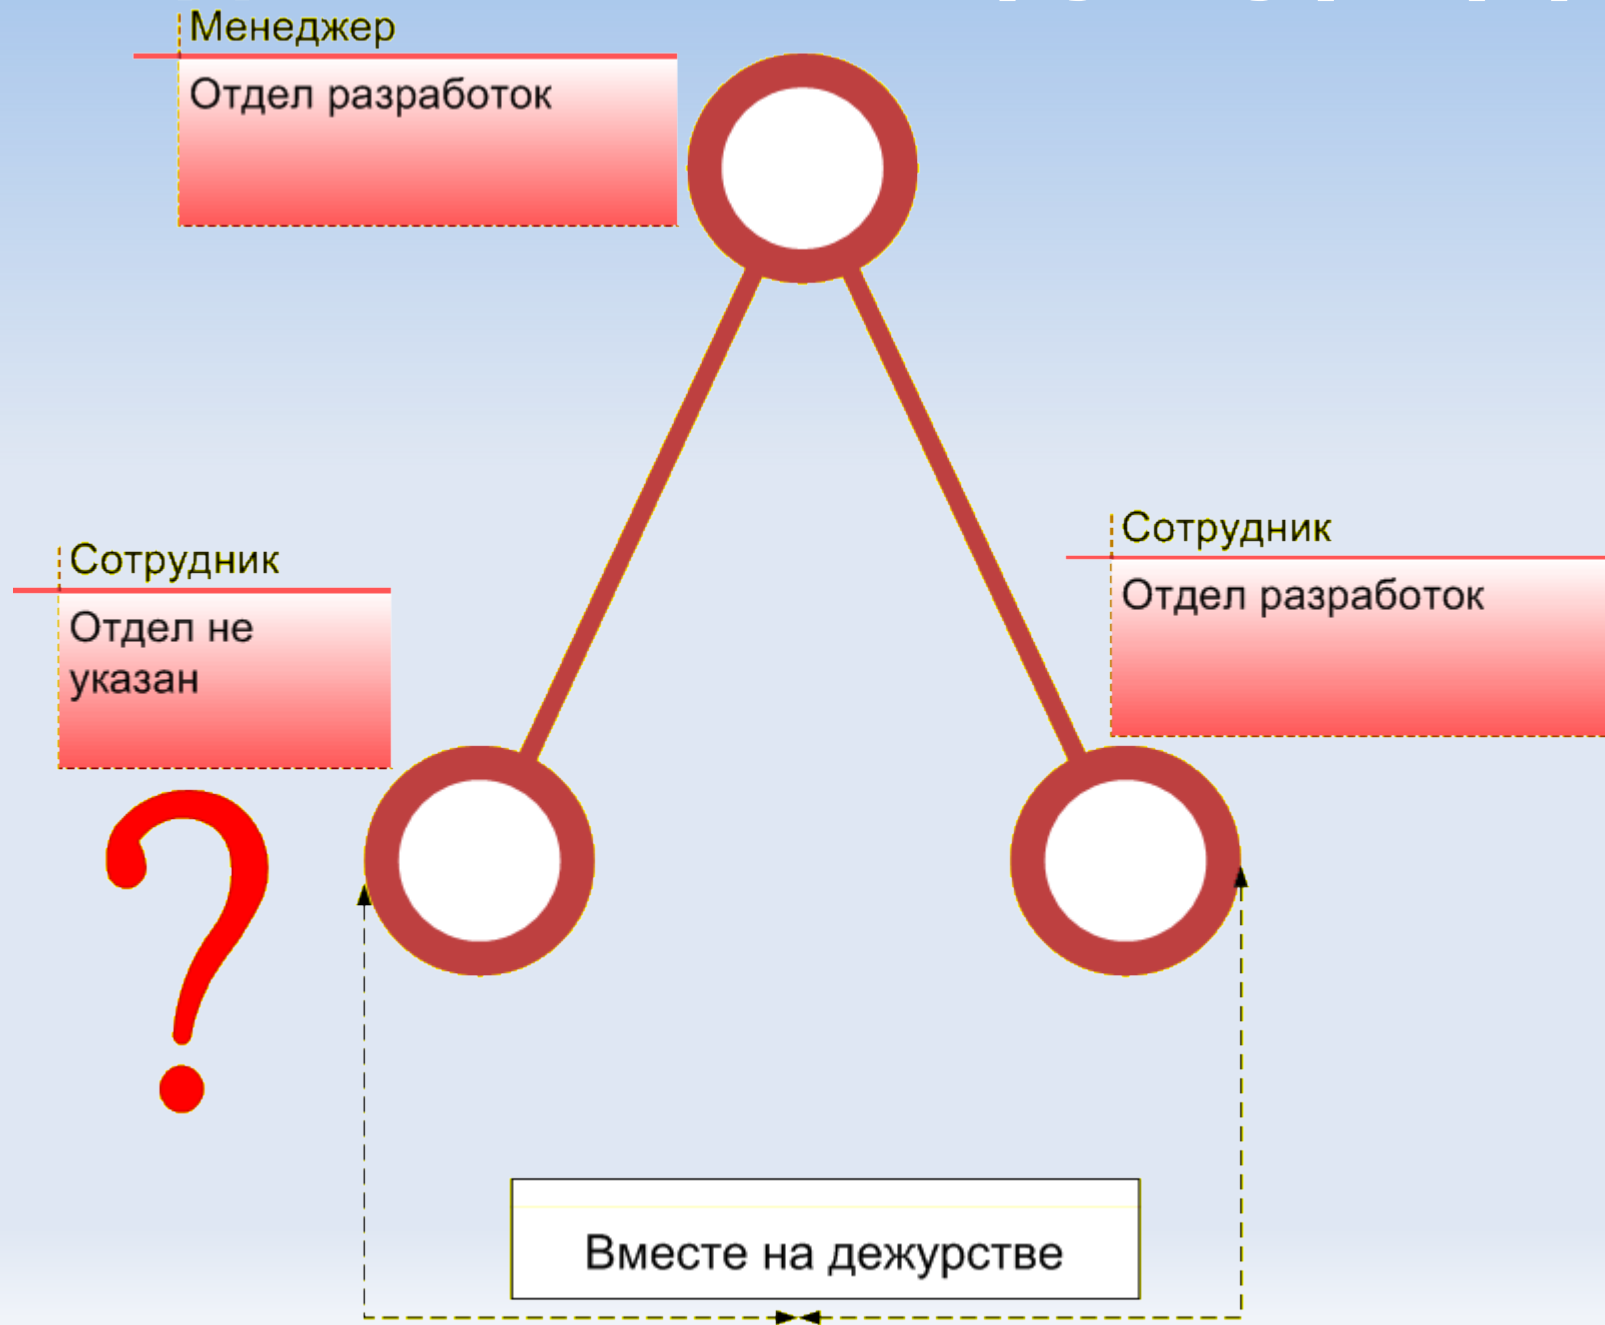 Менеджер
Отдел разработок
Сотрудник
Отдел разработок
Сотрудник
Отдел не
указан
?
Вместе на дежурстве